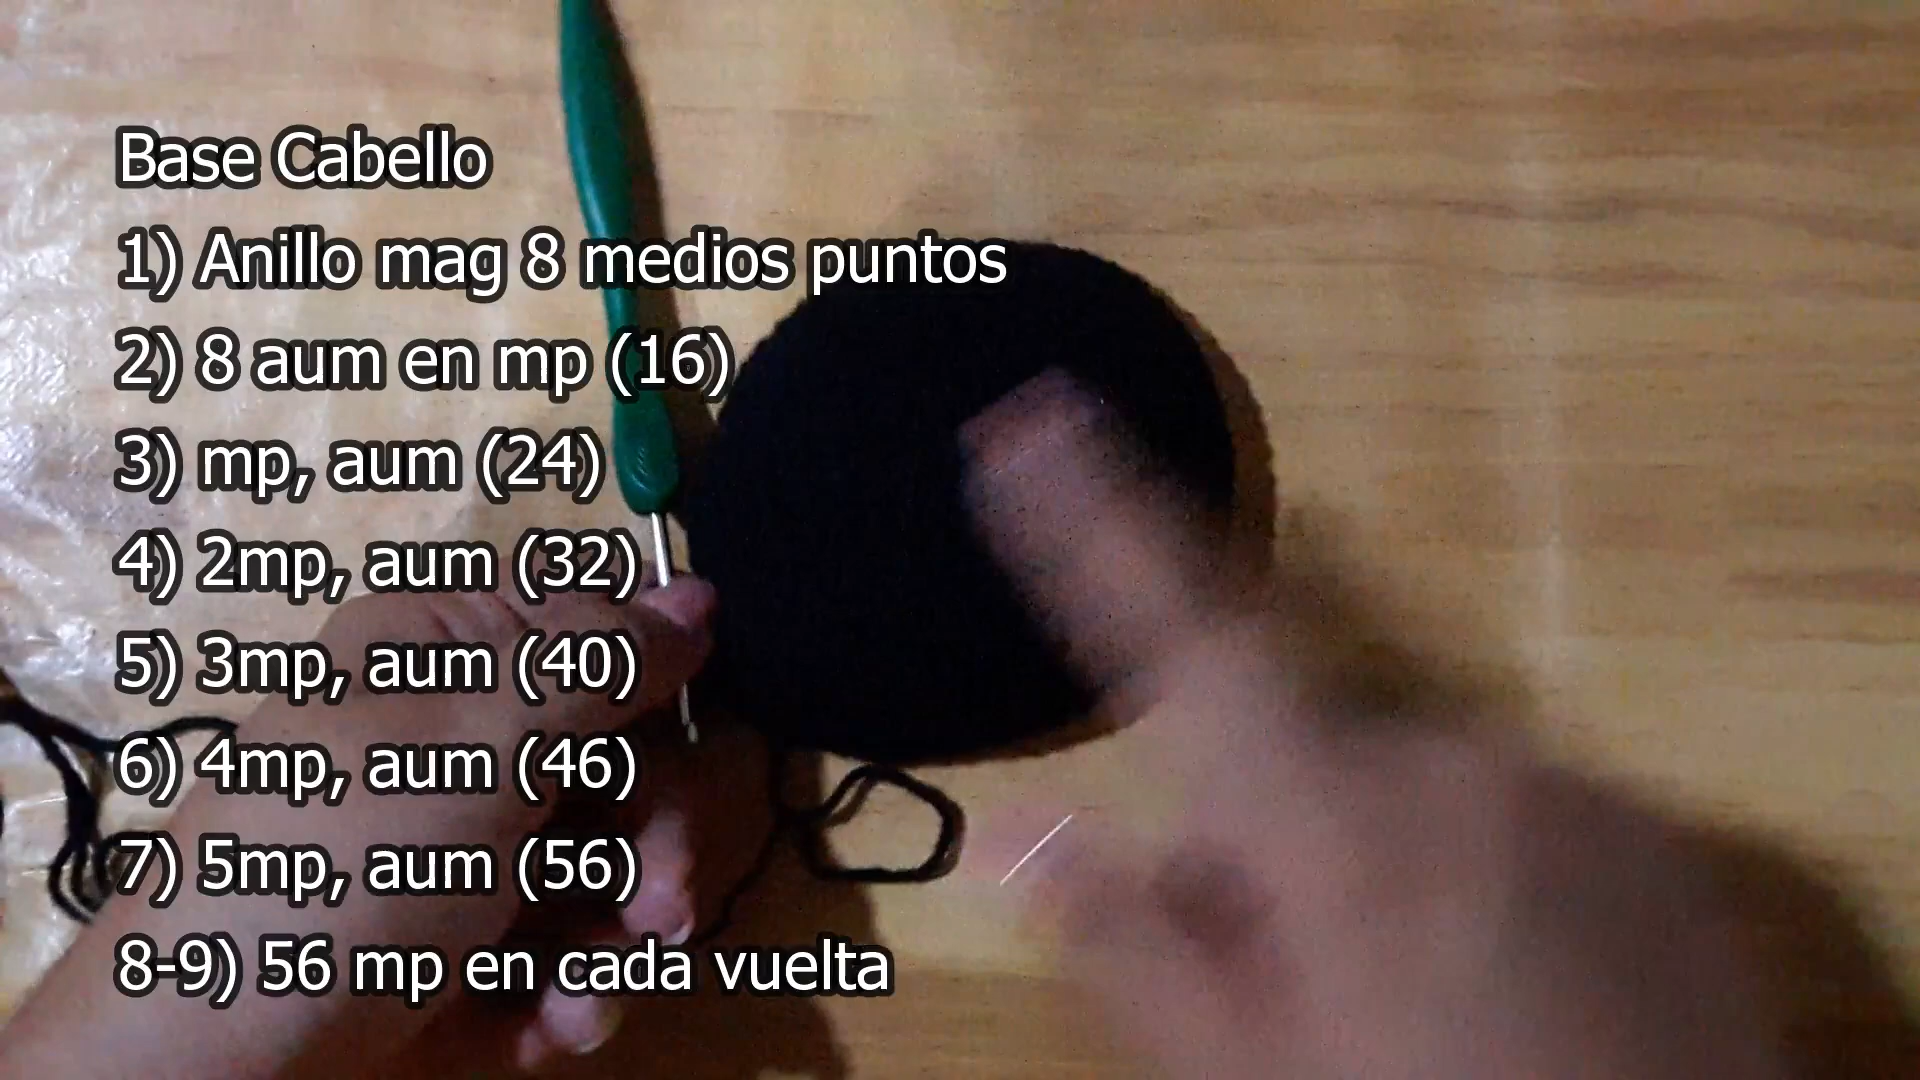 Base Cabello
1) Anillo mag 8 medios puntos
2) 8 aum en mp (16)
3) mp, aum (24)
4) 2mp, aum (32)
5) 3mp, aum (40)
6) 4mp, aum (46)
7) 5mp, aum (56)
8-9) 56 mp en cada vuelta